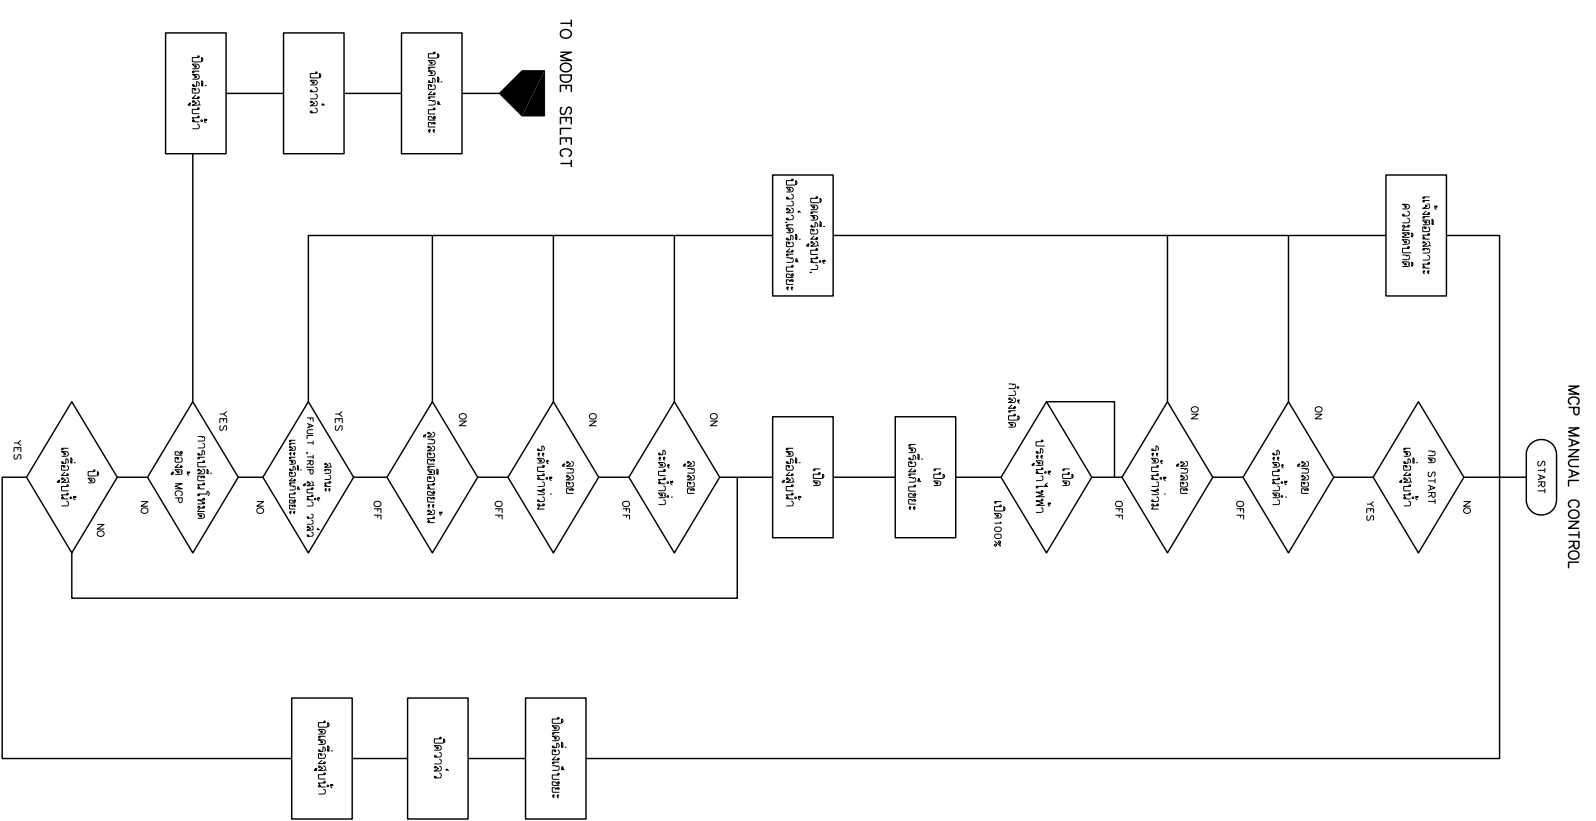 MCP MANUAL CONTROL
START
กด START
เครื่องสูบน้ำ
NO
YES
แจ้งเตือนสถานะ
ความผิดปกติ
ลูกลอย
ระดับน้ำต่ำ
ON
OFF
ลูกลอย
ระดับน้ำท่วม
ON
OFF
เปิด
ประตูน้ำไฟฟ้า
กำลังเปิด
เปิด100%
เปิด
เครื่องเก็บขยะ
เปิด
เครื่องสูบน้ำ
ปิดเครื่องสูบน้ำ,
ปิดวาล์ว,เครื่องเก็บขยะ
ลูกลอย
ระดับน้ำต่ำ
ON
OFF
ลูกลอย
ระดับน้ำท่วม
ON
OFF
ลูกลอยเตือนขยะล้น
ON
OFF
สถานะ
FAULT ,TRIP สูบน้ำ วาล์ว
และเครื่องเก็บขยะ
YES
NO
การเปลี่ยนโหมด
ของตู้ MCP
YES
NO
ปิด
เครื่องสูบน้ำ
NO
YES
ปิดเครื่องสูบน้ำ
ปิดวาล์ว
ปิดเครื่องเก็บขยะ
TO MODE SELECT
ปิดเครื่องสูบน้ำ
ปิดวาล์ว
ปิดเครื่องเก็บขยะ